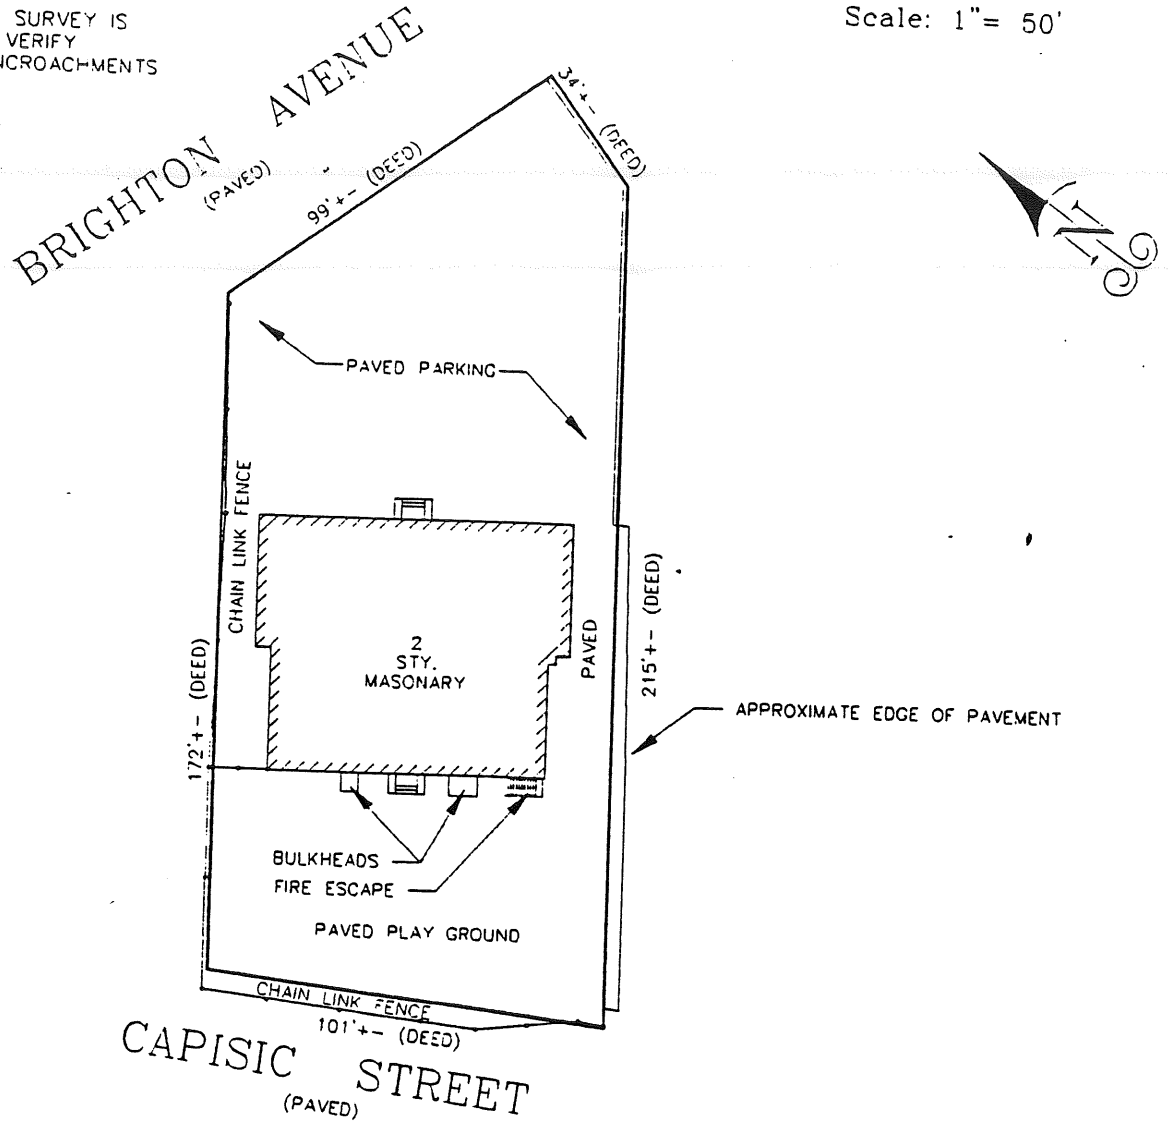 SURVEY IS
VERIFY
NCROACHMENTS
Scale: 1"= 50'
BRIGHTON AVENUE
(PAVED)
99'+- (DEED)
34'+- (DEED)
N
PAVED PARKING
CHAIN LINK FENCE
172'+- (DEED)
2
STY.
MASONARY
PAVED
215'+- (DEED)
APPROXIMATE EDGE OF PAVEMENT
BULKHEADS
FIRE ESCAPE
PAVED PLAY GROUND
CHAIN LINK FENCE
101'+- (DEED)
CAPISIC STREET
(PAVED)